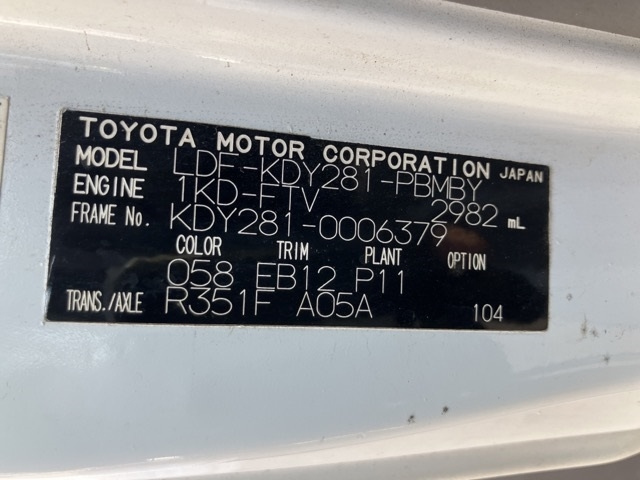 TOYOTA MOTOR CORPORATION JAPAN
MODEL LDF-KDY281-PBMBY
ENGINE 1KD-FTV 2982 mL
FRAME No. KDY281-0006379
COLOR TRIM PLANT OPTION
058 EB12 P11
TRANS./AXLE R351F A05A 104